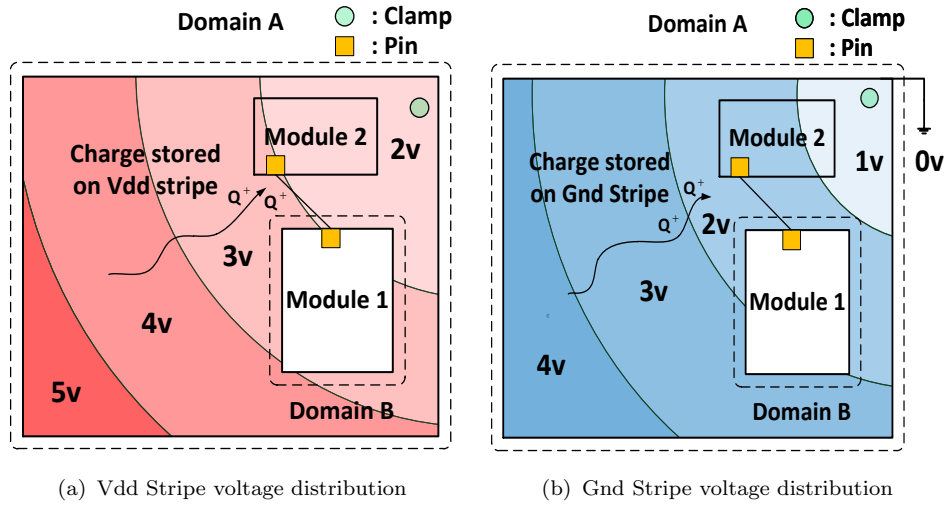 Domain A
: Clamp
: Pin
Module 2
2v
Charge stored
on Vdd stripe
Q+
Q+
3v
Module 1
4v
5v
Domain B
(a) Vdd Stripe voltage distribution
Domain A
: Clamp
: Pin
Module 2
1v
0v
Charge stored
on Gnd Stripe
Q+
Q+
2v
3v
Module 1
4v
Domain B
(b) Gnd Stripe voltage distribution